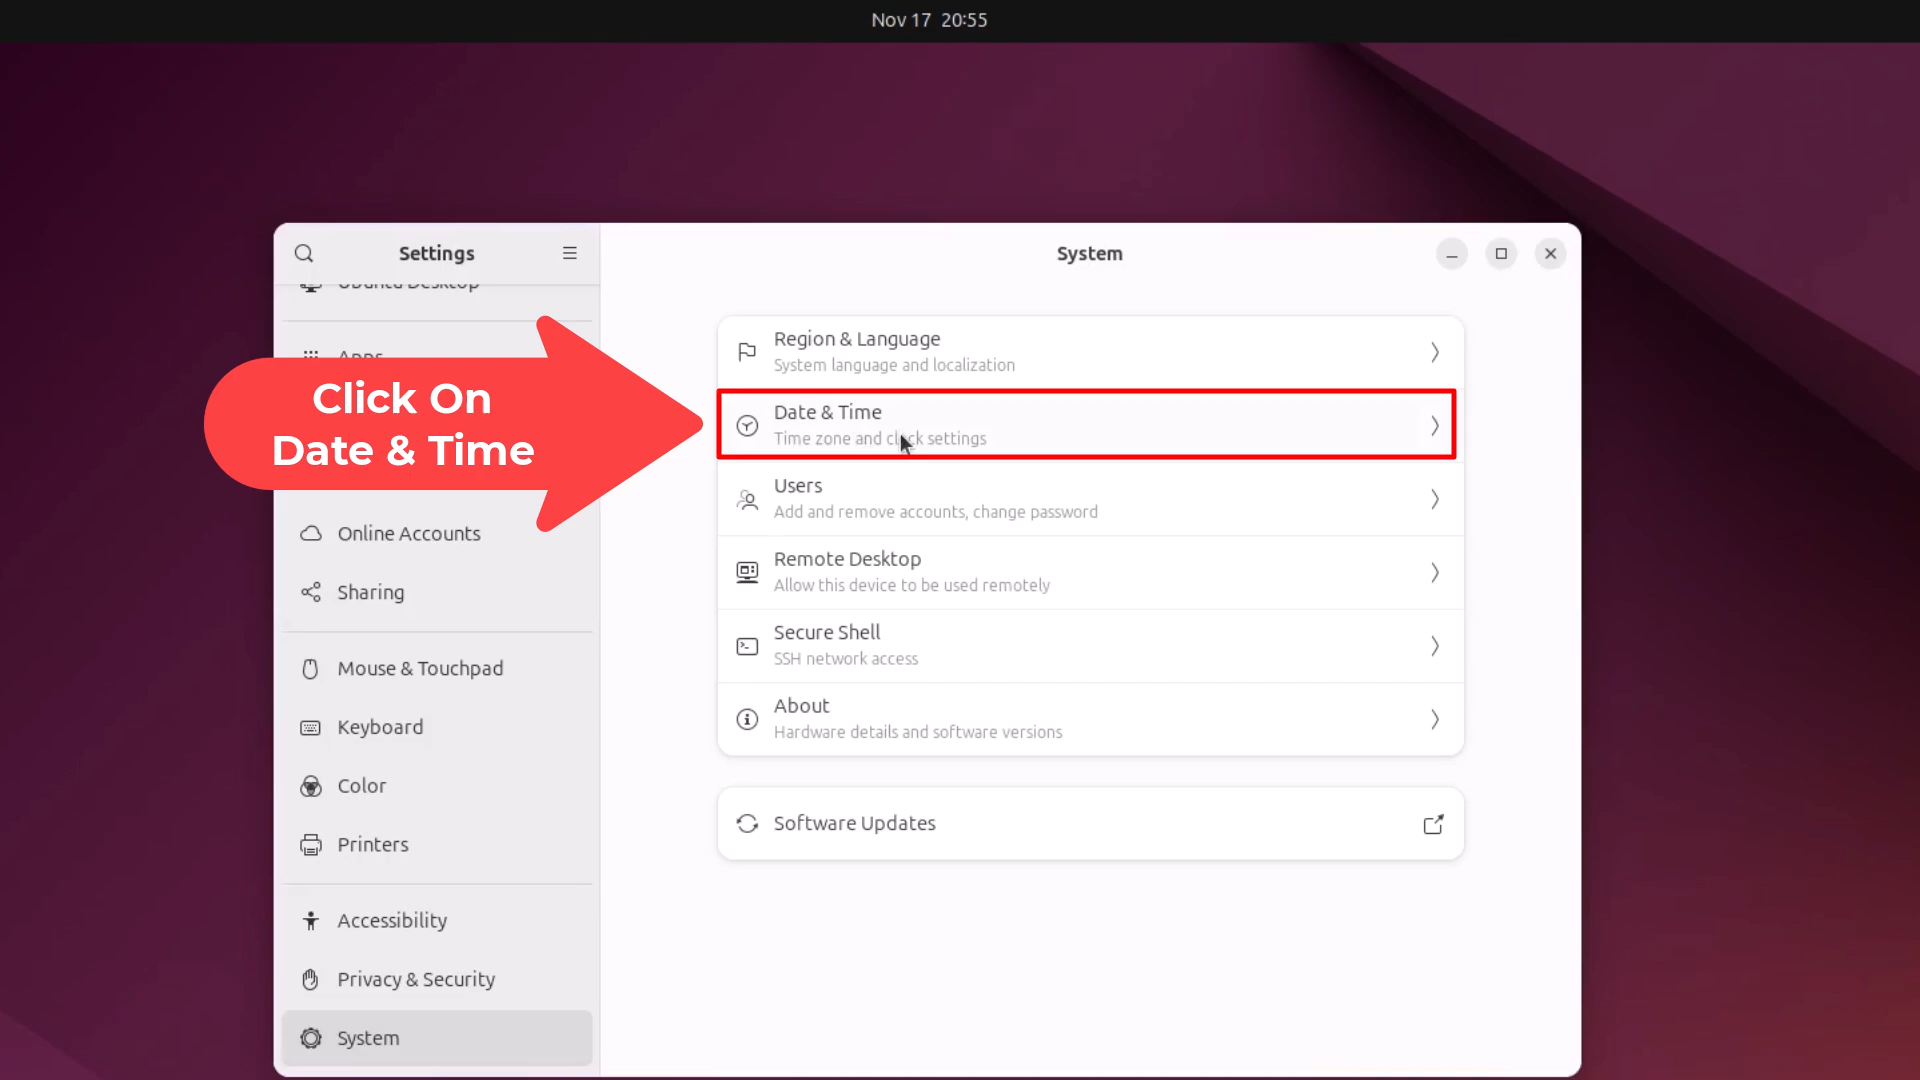 Nov 17 20:55
Settings
System
Ubuntu Desktop
Apps
Click On
Date & Time
Online Accounts
Sharing
Mouse & Touchpad
Keyboard
Color
Printers
Accessibility
Privacy & Security
System
Region & Language
System language and localization
Date & Time
Time zone and clock settings
Users
Add and remove accounts, change password
Remote Desktop
Allow this device to be used remotely
Secure Shell
SSH network access
About
Hardware details and software versions
Software Updates